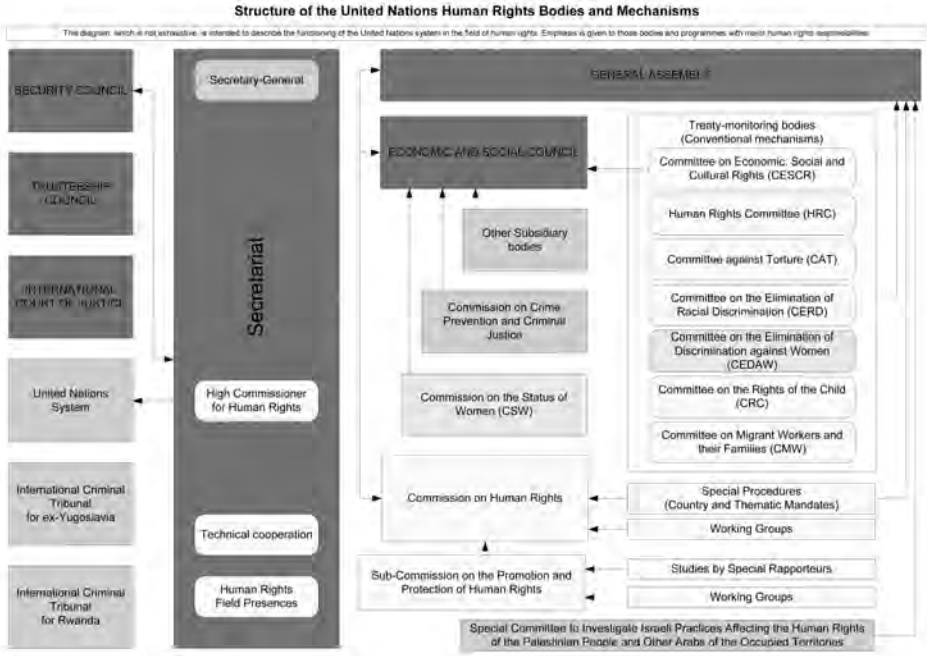 Structure of the United Nations Human Rights Bodies and Mechanisms
This diagram, which is not exhaustive, is intended to describe the functioning of the United Nations system in the field of human rights. Emphasis is given to those bodies and programmes with major human rights responsibilities.
SECURITY COUNCIL
TRUSTEESHIP
COUNCIL
INTERNATIONAL
COURT OF JUSTICE
United Nations
System
International Criminal
Tribunal
for ex-Yugoslavia
International Criminal
Tribunal
for Rwanda
Secretary-General
Secretariat
High Commissioner
for Human Rights
Technical cooperation
Human Rights
Field Presences
GENERAL ASSEMBLY
ECONOMIC AND SOCIAL COUNCIL
Other Subsidiary
bodies
Commission on Crime
Prevention and Criminal
Justice
Commission on the Status of
Women (CSW)
Commission on Human Rights
Sub-Commission on the Promotion and
Protection of Human Rights
Treaty-monitoring bodies
(Conventional mechanisms)
Committee on Economic, Social and
Cultural Rights (CESCR)
Human Rights Committee (HRC)
Committee against Torture (CAT)
Committee on the Elimination of
Racial Discrimination (CERD)
Committee on the Elimination of
Discrimination against Women
(CEDAW)
Committee on the Rights of the Child
(CRC)
Committee on Migrant Workers and
their Families (CMW)
Special Procedures
(Country and Thematic Mandates)
Working Groups
Studies by Special Rapporteurs
Working Groups
Special Committee to Investigate Israeli Practices Affecting the Human Rights
of the Palestinian People and Other Arabs of the Occupied Territories